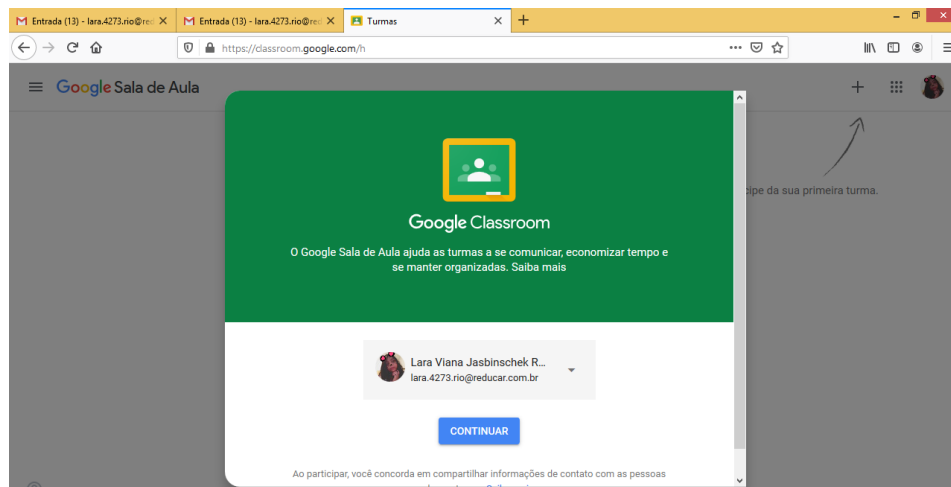 Entrada (13) - lara.4273.rio@red
Entrada (13) - lara.4273.rio@red
Turmas
https://classroom.google.com/h
Google Sala de Aula
cipe da sua primeira turma.
Google Classroom
O Google Sala de Aula ajuda as turmas a se comunicar, economizar tempo e
se manter organizadas. Saiba mais
Lara Viana Jasbinschek R...
lara.4273.rio@reducar.com.br
CONTINUAR
Ao participar, você concorda em compartilhar informações de contato com as pessoas